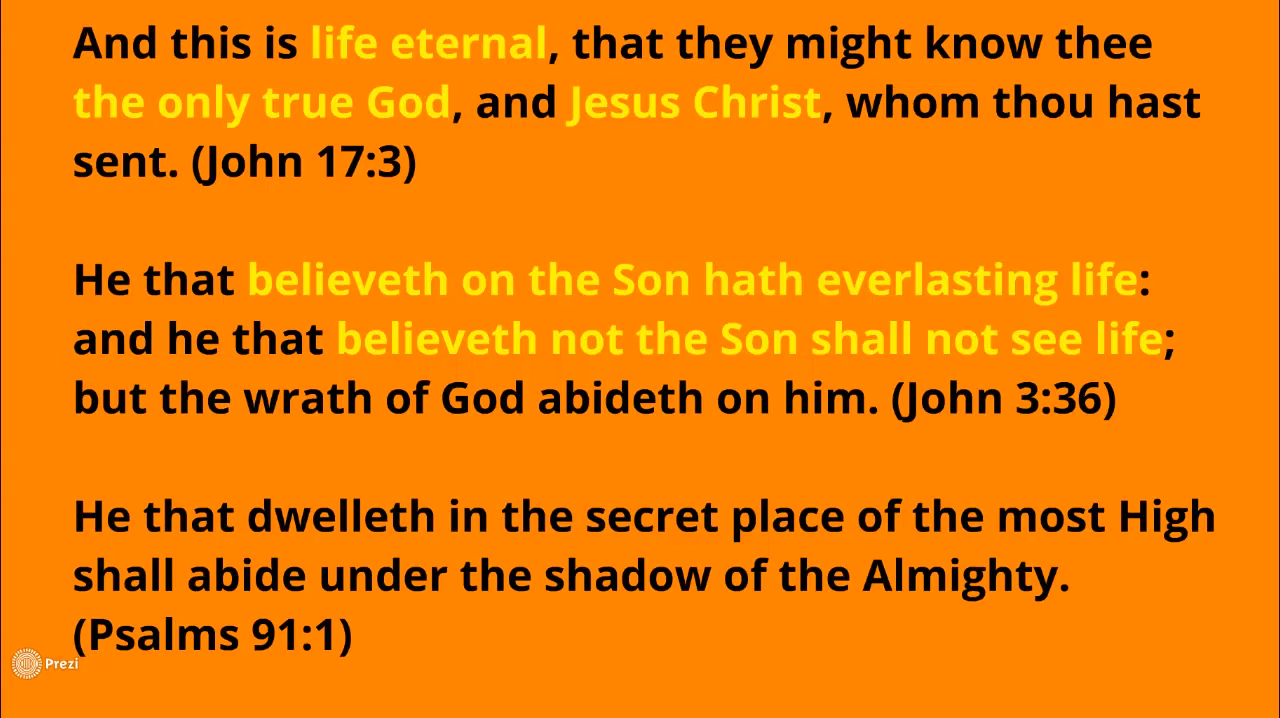 And this is life eternal, that they might know thee
the only true God, and Jesus Christ, whom thou hast
sent. (John 17:3)
He that believeth on the Son hath everlasting life:
and he that believeth not the Son shall not see life;
but the wrath of God abideth on him. (John 3:36)
He that dwelleth in the secret place of the most High
shall abide under the shadow of the Almighty.
(Psalms 91:1)
Prezi